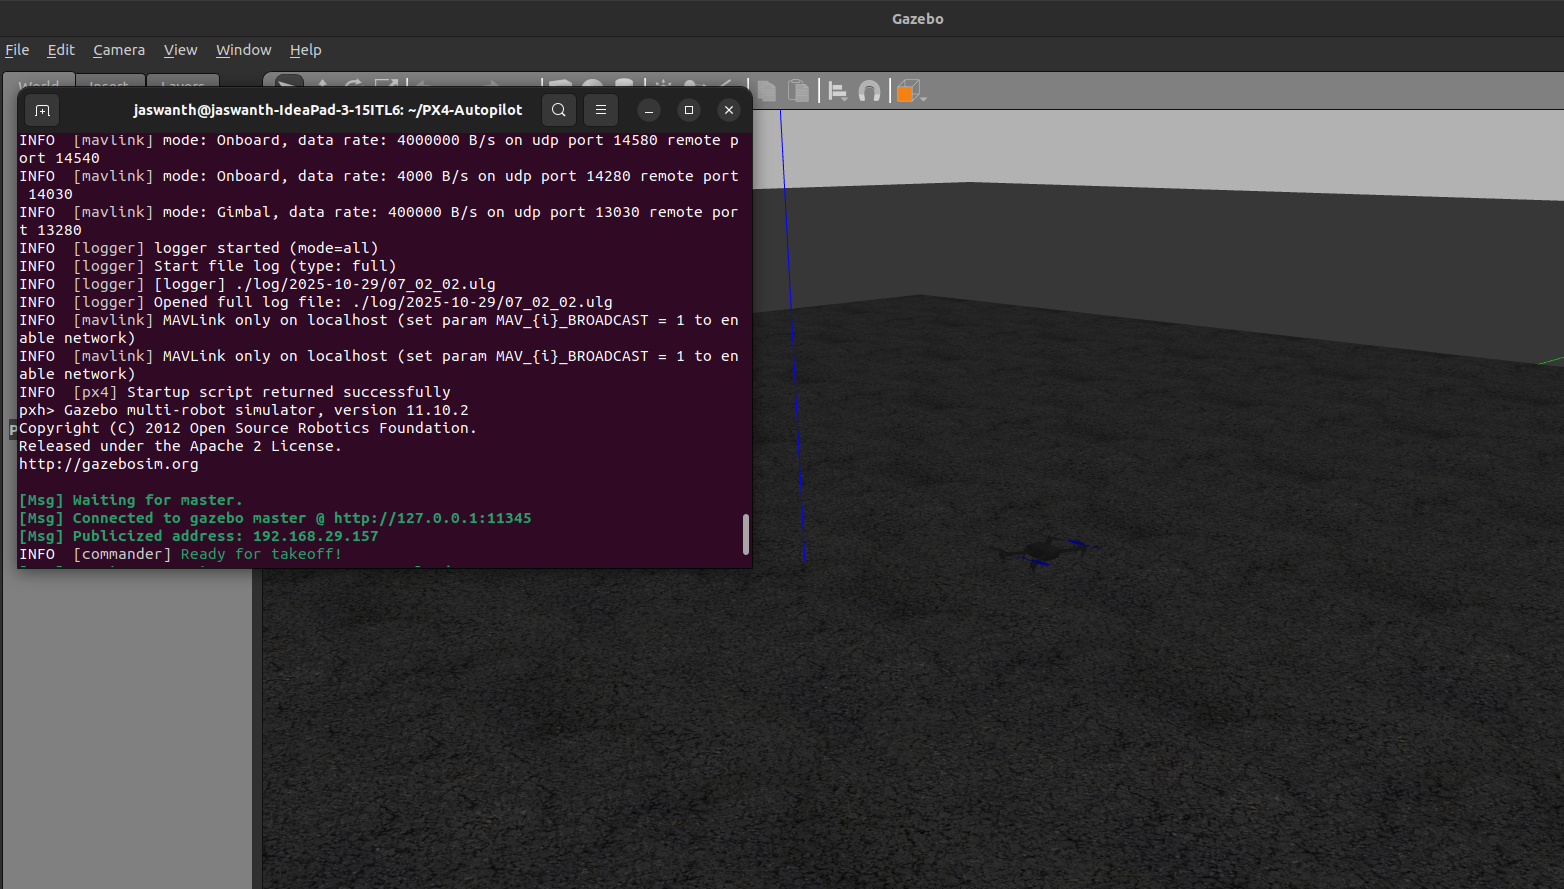 Gazebo
File Edit Camera View Window Help
World Insert Layers
jaswanth@jaswanth-IdeaPad-3-15ITL6: ~/PX4-Autopilot
INFO  [mavlink] mode: Onboard, data rate: 4000000 B/s on udp port 14580 remote p
ort 14540
INFO  [mavlink] mode: Onboard, data rate: 4000 B/s on udp port 14280 remote port
 14030
INFO  [mavlink] mode: Gimbal, data rate: 400000 B/s on udp port 13030 remote por
t 13280
INFO  [logger] logger started (mode=all)
INFO  [logger] Start file log (type: full)
INFO  [logger] [logger] ./log/2025-10-29/07_02_02.ulg
INFO  [logger] Opened full log file: ./log/2025-10-29/07_02_02.ulg
INFO  [mavlink] MAVLink only on localhost (set param MAV_{i}_BROADCAST = 1 to en
able network)
INFO  [mavlink] MAVLink only on localhost (set param MAV_{i}_BROADCAST = 1 to en
able network)
INFO  [px4] Startup script returned successfully
pxh> Gazebo multi-robot simulator, version 11.10.2
Copyright (C) 2012 Open Source Robotics Foundation.
Released under the Apache 2 License.
http://gazebosim.org
[Msg] Waiting for master.
[Msg] Connected to gazebo master @ http://127.0.0.1:11345
[Msg] Publicized address: 192.168.29.157
INFO  [commander] Ready for takeoff!